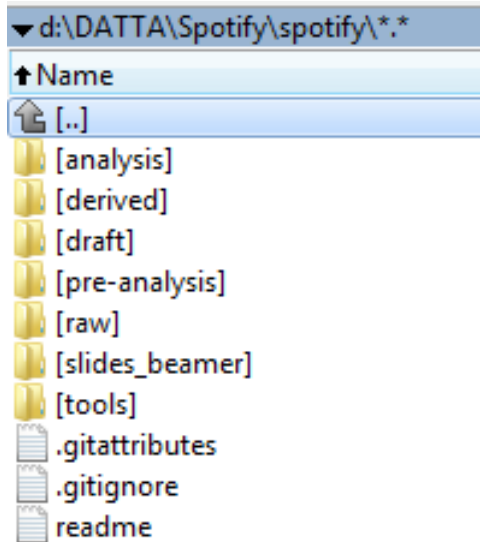 d:\DATTA\Spotify\spotify\*.*
Name
[..]
[analysis]
[derived]
[draft]
[pre-analysis]
[raw]
[slides_beamer]
[tools]
.gitattributes
.gitignore
readme